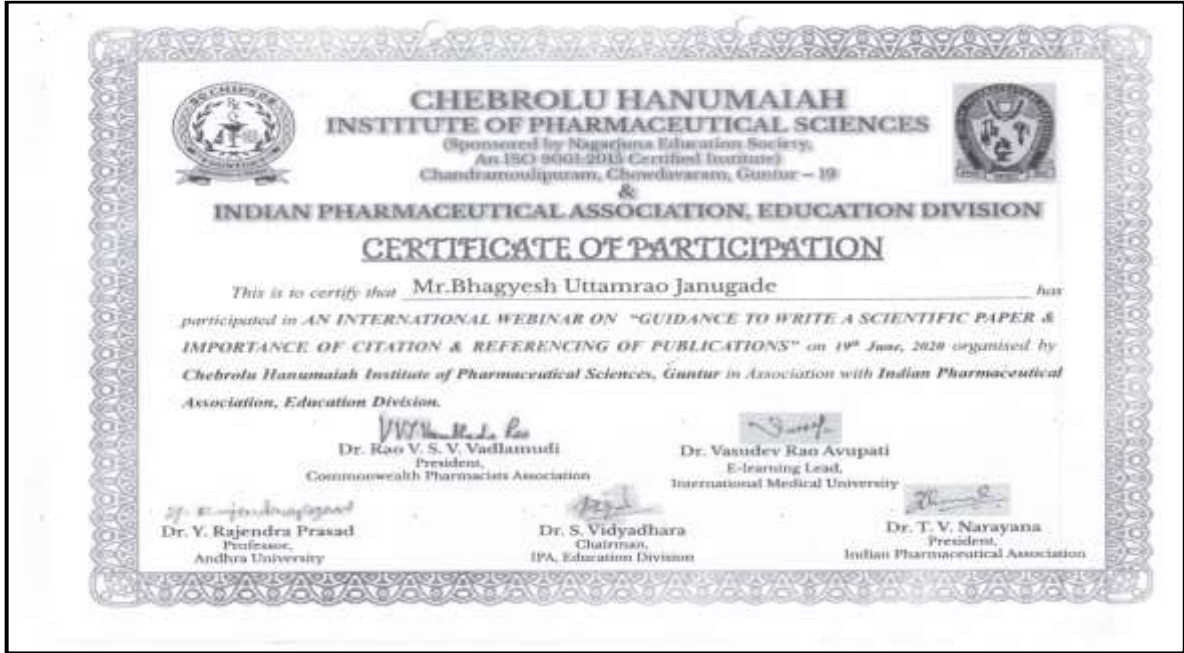 CHEBROLU HANUMAIAH
INSTITUTE OF PHARMACEUTICAL SCIENCES
(Sponsored by Nagarjuna Education Society,
An ISO 9001:2015 Certified Institute)
Chandramoulipuram, Chowdavaram, Guntur – 19
&
INDIAN PHARMACEUTICAL ASSOCIATION, EDUCATION DIVISION
CERTIFICATE OF PARTICIPATION
This is to certify that Mr.Bhagyesh Uttamrao Janugade has
participated in AN INTERNATIONAL WEBINAR ON "GUIDANCE TO WRITE A SCIENTIFIC PAPER &
IMPORTANCE OF CITATION & REFERENCING OF PUBLICATIONS" on 19th June, 2020 organised by
Chebrolu Hanumaiah Institute of Pharmaceutical Sciences, Guntur in Association with Indian Pharmaceutical
Association, Education Division.
Dr. Rao V. S. V. Vadlamudi
President,
Commonwealth Pharmacists Association
Dr. Vasudev Rao Avupati
E-learning Lead,
International Medical University
Dr. Y. Rajendra Prasad
Professor,
Andhra University
Dr. S. Vidyadhara
Chairman,
IPA, Education Division
Dr. T. V. Narayana
President,
Indian Pharmaceutical Association